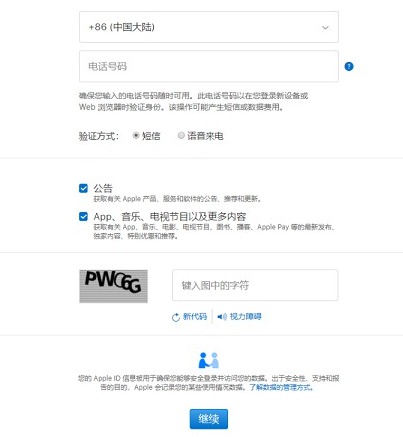 +86 (中国大陆)
电话号码
确保您输入的电话号码随时可用。此电话号码以在您登录新设备或
Web 浏览器时验证身份。该操作可能产生短信或数据费用。
验证方式： 短信 语音来电
公告
获取有关 Apple 产品、服务和软件的公告、推荐和更新。
App、音乐、电视节目以及更多内容
获取有关 App、音乐、电影、电视节目、图书、播客、Apple Pay 等的最新发布、
独家内容、特别优惠和推荐。
PWC6G
键入图中的字符
新代码 视力障碍
您的 Apple ID 信息被用于确保您能够安全登录并访问您的数据。出于安全性、支持和报
告的目的，Apple 会记录您的某些使用情况数据。了解数据的管理方式。
继续